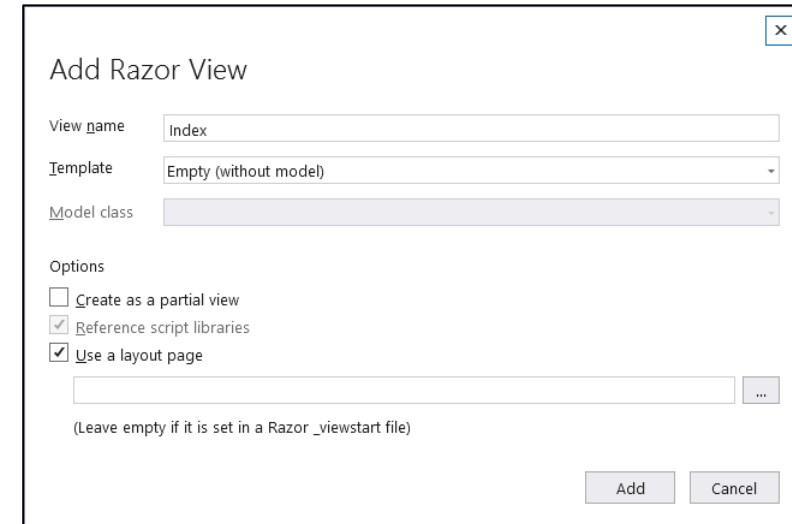 Add Razor View
View name Index
Template Empty (without model)
Model class
Options
Create as a partial view
Reference script libraries
Use a layout page
...
(Leave empty if it is set in a Razor _viewstart file)
Add Cancel